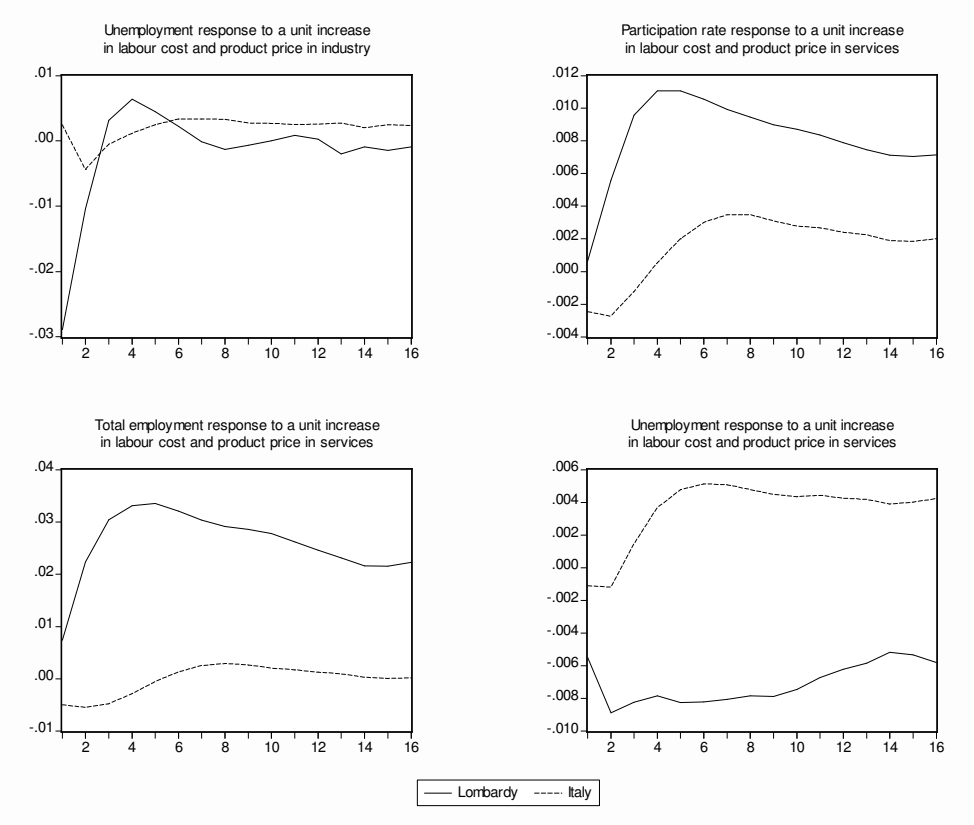 Unemployment response to a unit increase
in labour cost and product price in industry
.01
.00
-.01
-.02
-.03
2 4 6 8 10 12 14 16
Participation rate response to a unit increase
in labour cost and product price in services
.012
.010
.008
.006
.004
.002
.000
-.002
-.004
2 4 6 8 10 12 14 16
Total employment response to a unit increase
in labour cost and product price in services
.04
.03
.02
.01
.00
-.01
2 4 6 8 10 12 14 16
Unemployment response to a unit increase
in labour cost and product price in services
.006
.004
.002
.000
-.002
-.004
-.006
-.008
-.010
2 4 6 8 10 12 14 16
Lombardy Italy